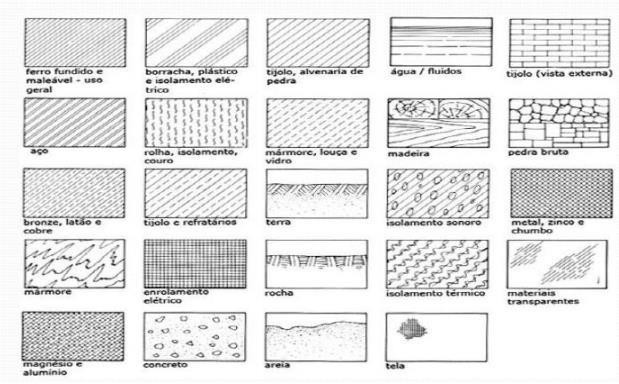 ferro fundido e
maleável - uso
geral
borracha, plástico
e isolamento elé-
trico
tijolo, alvenaria de
pedra
água / fluidos
tijolo (vista externa)
aço
rolha, isolamento,
couro
mármore, louça e
vidro
madeira
pedra bruta
bronze, latão e
cobre
tijolo e refratários
terra
isolamento sonoro
metal, zinco e
chumbo
mármore
enrolamento
elétrico
rocha
isolamento térmico
materiais
transparentes
magnésio e
alumínio
concreto
areia
tela